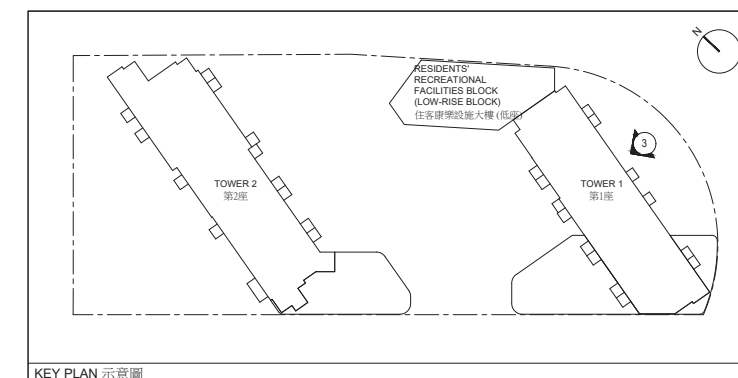 N
RESIDENTS'
RECREATIONAL
FACILITIES BLOCK
(LOW-RISE BLOCK)
住客康樂設施大樓 (低座)
3
TOWER 2
第2座
TOWER 1
第1座
KEY PLAN 示意圖